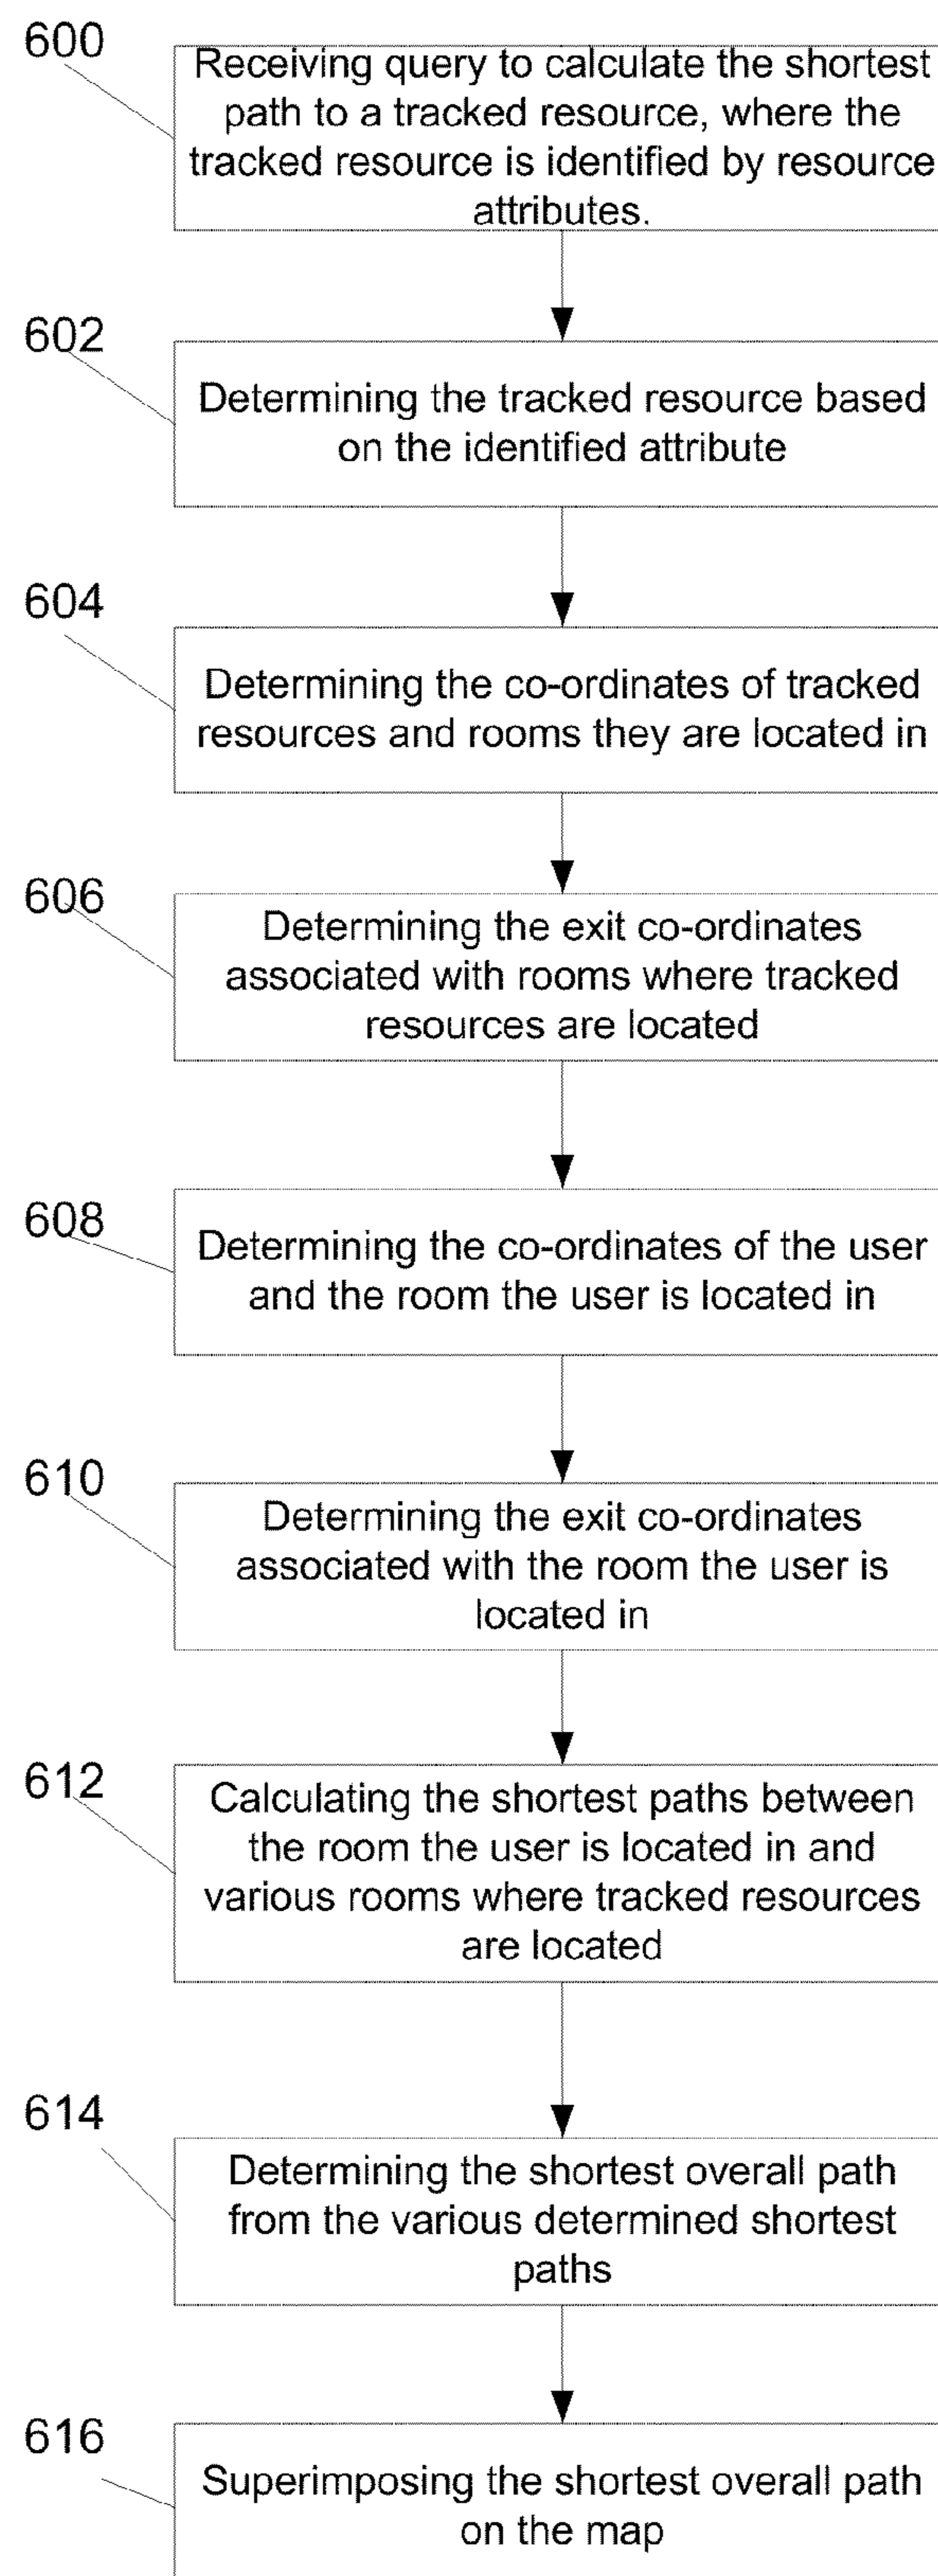 600
Receiving query to calculate the shortest
path to a tracked resource, where the
tracked resource is identified by resource
attributes.
602
Determining the tracked resource based
on the identified attribute
604
Determining the co-ordinates of tracked
resources and rooms they are located in
606
Determining the exit co-ordinates
associated with rooms where tracked
resources are located
608
Determining the co-ordinates of the user
and the room the user is located in
610
Determining the exit co-ordinates
associated with the room the user is
located in
612
Calculating the shortest paths between
the room the user is located in and
various rooms where tracked resources
are located
614
Determining the shortest overall path
from the various determined shortest
paths
616
Superimposing the shortest overall path
on the map